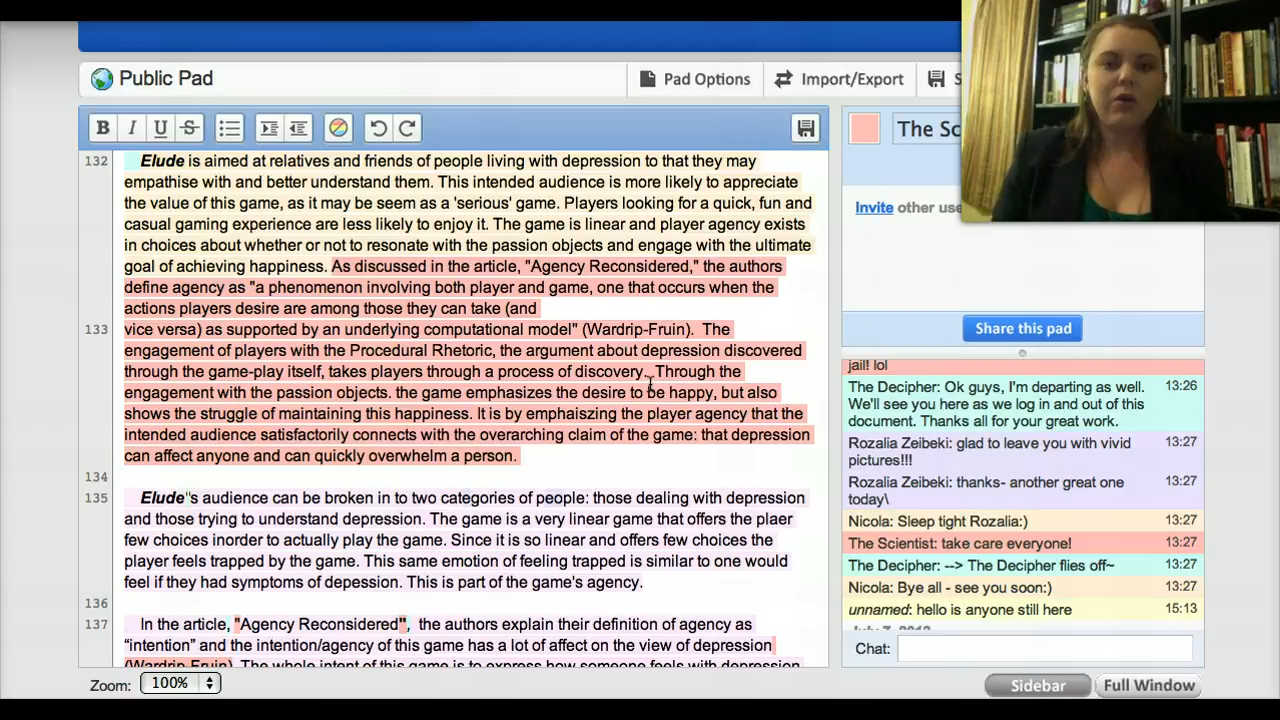 Public Pad
Pad Options
Import/Export
S
B I U S
The Sc
132
Elude is aimed at relatives and friends of people living with depression to that they may
empathise with and better understand them. This intended audience is more likely to appreciate
the value of this game, as it may be seem as a 'serious' game. Players looking for a quick, fun and
casual gaming experience are less likely to enjoy it. The game is linear and player agency exists
in choices about whether or not to resonate with the passion objects and engage with the ultimate
goal of achieving happiness. As discussed in the article, "Agency Reconsidered," the authors
define agency as "a phenomenon involving both player and game, one that occurs when the
actions players desire are among those they can take (and
133
vice versa) as supported by an underlying computational model" (Wardrip-Fruin). The
engagement of players with the Procedural Rhetoric, the argument about depression discovered
through the game-play itself, takes players through a process of discovery. Through the
engagement with the passion objects. the game emphasizes the desire to be happy, but also
shows the struggle of maintaining this happiness. It is by emphaiszing the player agency that the
intended audience satisfactorily connects with the overarching claim of the game: that depression
can affect anyone and can quickly overwhelm a person.
134
135
Elude"s audience can be broken in to two categories of people: those dealing with depression
and those trying to understand depression. The game is a very linear game that offers the plaer
few choices inorder to actually play the game. Since it is so linear and offers few choices the
player feels trapped by the game. This same emotion of feeling trapped is similar to one would
feel if they had symptoms of depession. This is part of the game's agency.
136
137
In the article, "Agency Reconsidered", the authors explain their definition of agency as
“intention” and the intention/agency of this game has a lot of affect on the view of depression
(Wardrip-Fruin). The whole intent of this game is to express how someone feels with depression
Zoom: 100%
Invite other use
Share this pad
jail! lol
The Decipher: Ok guys, I'm departing as well. 13:26
We'll see you here as we log in and out of this
document. Thanks all for your great work.
Rozalia Zeibeki: glad to leave you with vivid 13:27
pictures!!!
Rozalia Zeibeki: thanks- another great one 13:27
today\
Nicola: Sleep tight Rozalia:) 13:27
The Scientist: take care everyone! 13:27
The Decipher: --> The Decipher flies off~ 13:27
Nicola: Bye all - see you soon:) 13:27
unnamed: hello is anyone still here 15:13
Chat:
Sidebar
Full Window